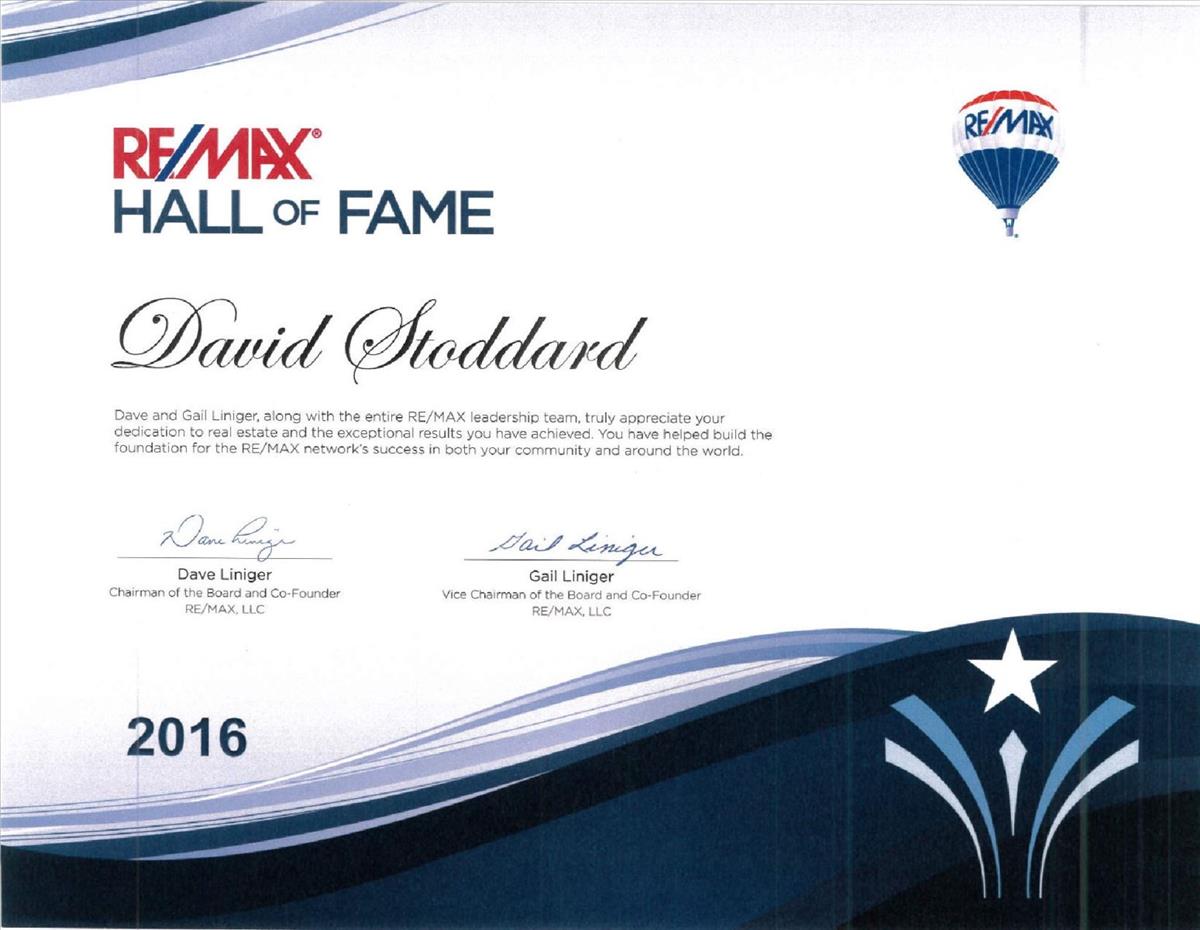 RE/MAX®
HALL OF FAME
RE/MAX
David Stoddard
Dave and Gail Liniger, along with the entire RE/MAX leadership team, truly appreciate your
dedication to real estate and the exceptional results you have achieved. You have helped build the
foundation for the RE/MAX network's success in both your community and around the world.
Dave Liniger
Gail Liniger
Dave Liniger
Chairman of the Board and Co-Founder
RE/MAX, LLC
Gail Liniger
Vice Chairman of the Board and Co-Founder
RE/MAX, LLC
2016